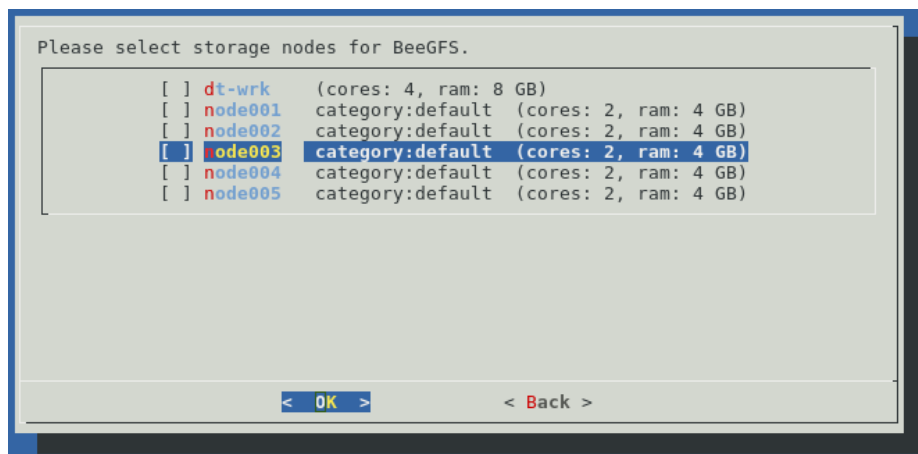 Please select storage nodes for BeeGFS.
[ ] dt-wrk (cores: 4, ram: 8 GB)
[ ] node001 category:default (cores: 2, ram: 4 GB)
[ ] node002 category:default (cores: 2, ram: 4 GB)
[ ] node003 category:default (cores: 2, ram: 4 GB)
[ ] node004 category:default (cores: 2, ram: 4 GB)
[ ] node005 category:default (cores: 2, ram: 4 GB)
< OK > < Back >